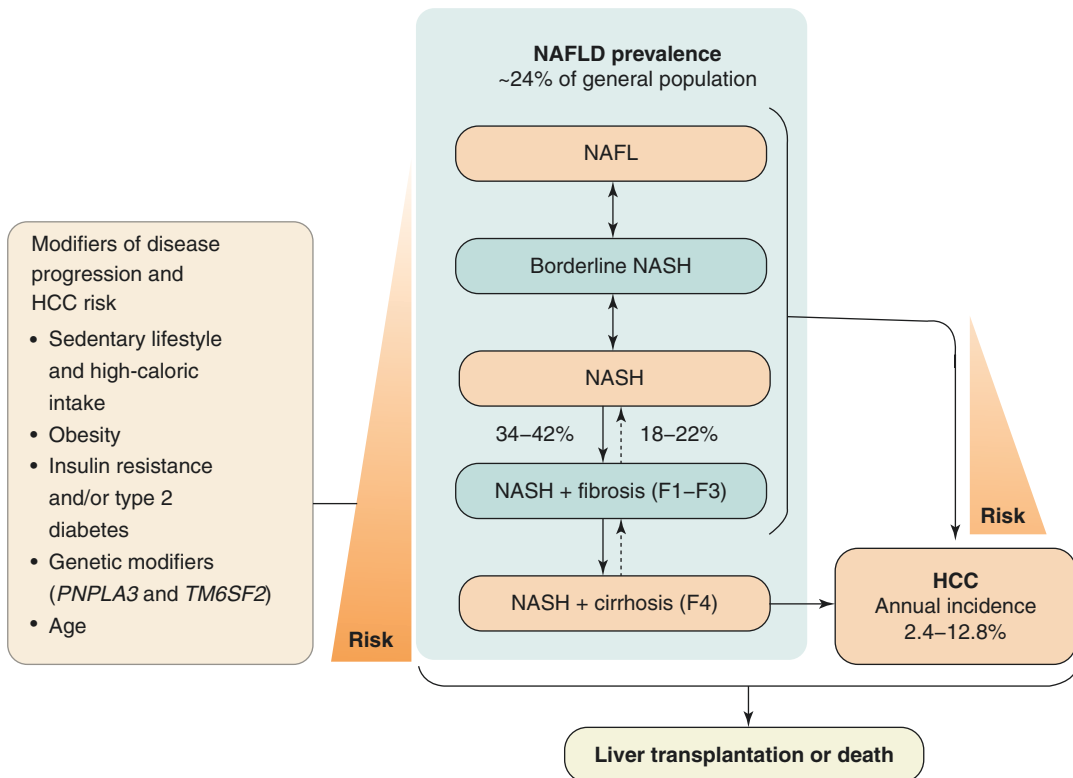 NAFLD prevalence
~24% of general population
NAFL
Borderline NASH
NASH
34–42%
18–22%
NASH + fibrosis (F1–F3)
NASH + cirrhosis (F4)
Modifiers of disease
progression and
HCC risk
• Sedentary lifestyle
and high-caloric
intake
• Obesity
• Insulin resistance
and/or type 2
diabetes
• Genetic modifiers
(PNPLA3 and TM6SF2)
• Age
Risk
Risk
HCC
Annual incidence
2.4–12.8%
Liver transplantation or death